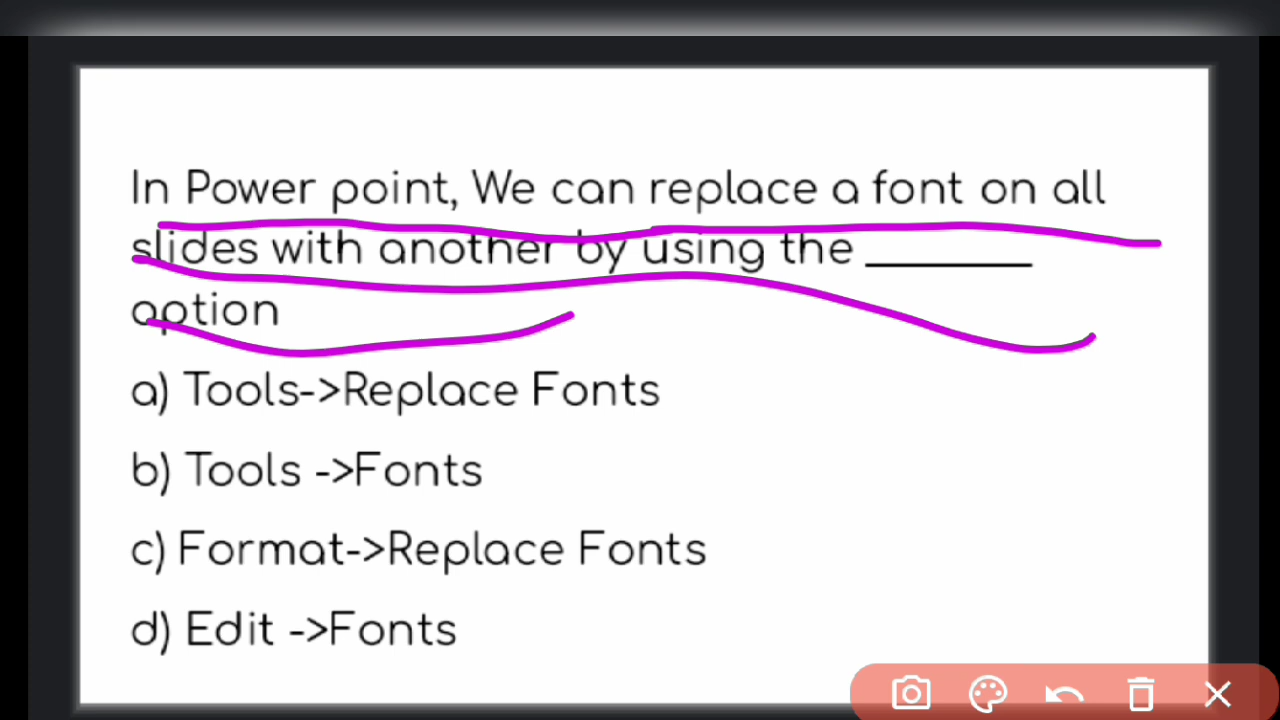 In Power point, We can replace a font on all
slides with another by using the ________
option
a) Tools->Replace Fonts
b) Tools ->Fonts
c) Format->Replace Fonts
d) Edit ->Fonts